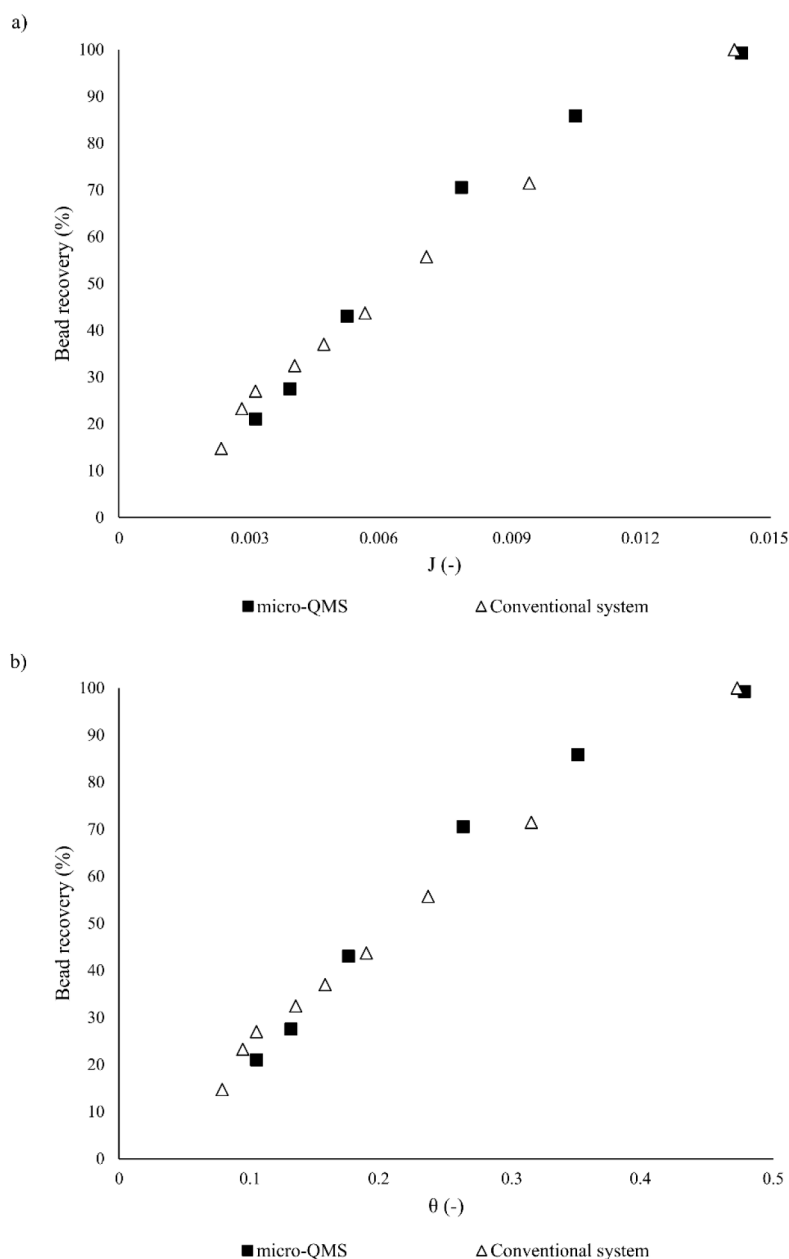 a)
100
90
80
70
60
50
40
30
20
10
0
Bead recovery (%)
0 0.003 0.006 0.009 0.012 0.015
J (-)
■ micro-QMS △ Conventional system
b)
100
90
80
70
60
50
40
30
20
10
0
Bead recovery (%)
0 0.1 0.2 0.3 0.4 0.5
θ (-)
■ micro-QMS △ Conventional system